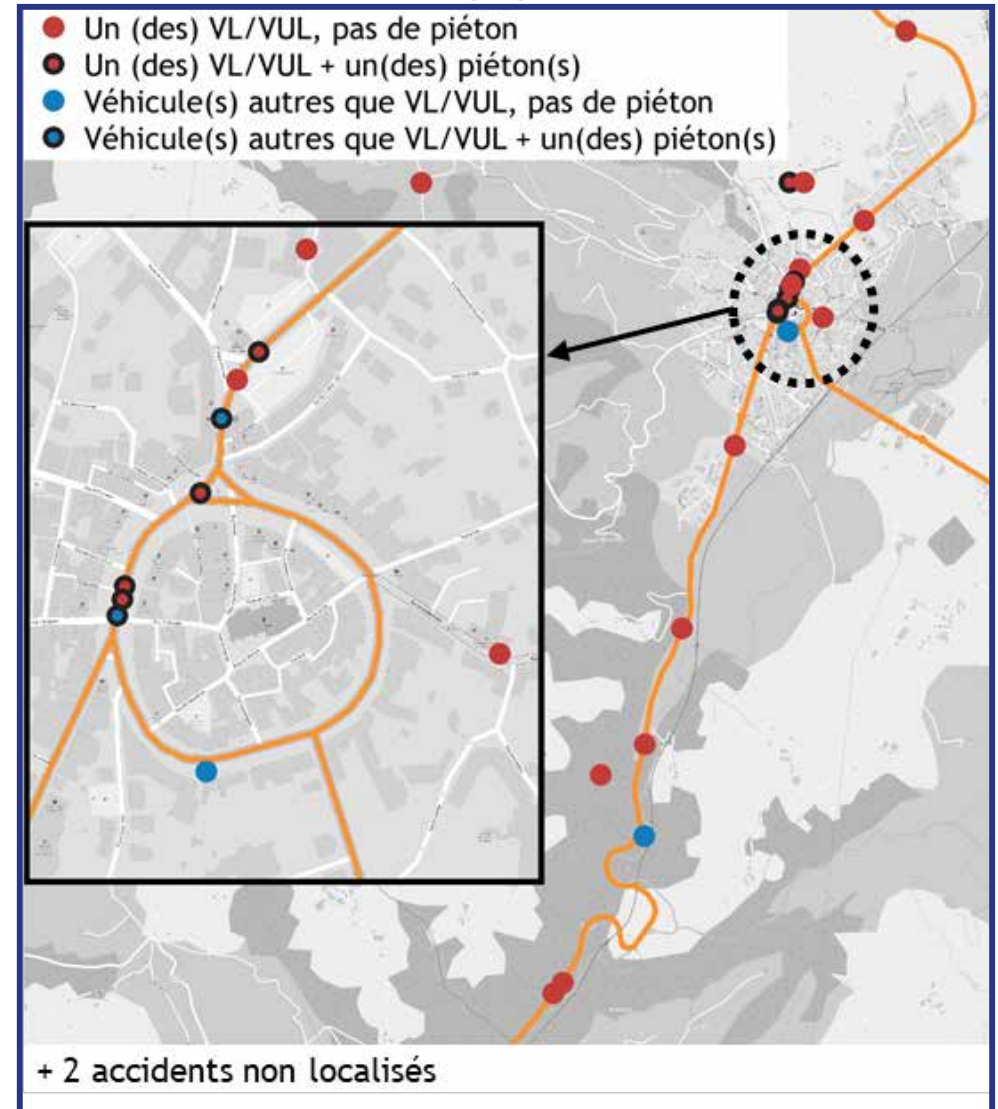 Un (des) VL/VUL, pas de piéton
Un (des) VL/VUL + un(des) piéton(s)
Véhicule(s) autres que VL/VUL, pas de piéton
Véhicule(s) autres que VL/VUL + un(des) piéton(s)
+ 2 accidents non localisés